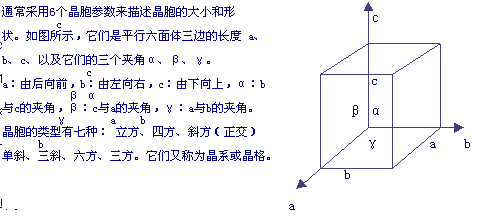 通常采用6个晶胞参数来描述晶胞的大小和形
c
状。如图所示，它们是平行六面体三边的长度 a、
b、c、以及它们的三个夹角α、β、γ。
c
a：由后向前，b：由左向右，c：由下向上，α：b
β α
与c的夹角，β：c与a的夹角，γ：a与b的夹角。
γ a b
晶胞的类型有七种： 立方、四方、斜方(正交)
b
单斜、三斜、六方、三方。它们又称为晶系或晶格。
c
c
β α
γ
a b
b
a